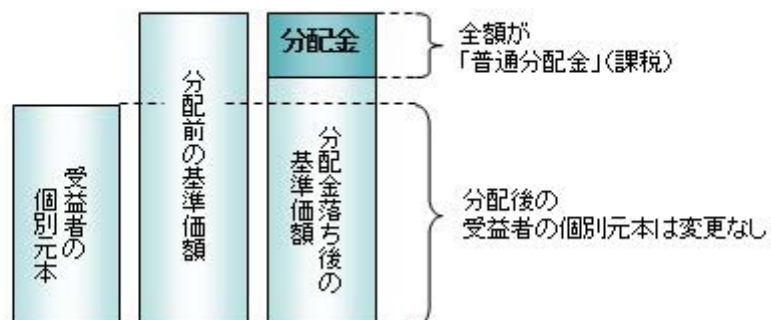 受益者の
個別元本
分配前の基準価額
分配金
分配金落ち後の
基準価額
全額が
「普通分配金」(課税)
分配後の
受益者の個別元本は変更なし